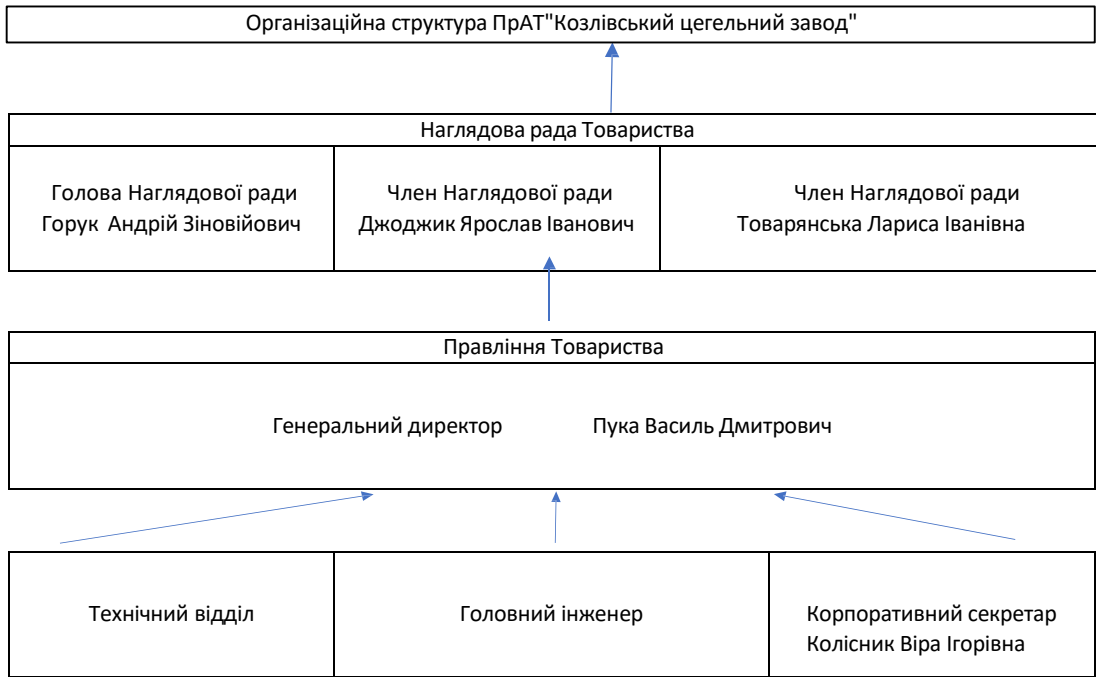 Організаційна структура ПрАТ"Козлівський цегельний завод"
Наглядова рада Товариства
Голова Наглядової ради
Горук Андрій Зіновійович
Член Наглядової ради
Джоджик Ярослав Іванович
Член Наглядової ради
Товарянська Лариса Іванівна
Правління Товариства
Генеральний директор Пука Василь Дмитрович
Технічний відділ
Головний інженер
Корпоративний секретар
Колісник Віра Ігорівна